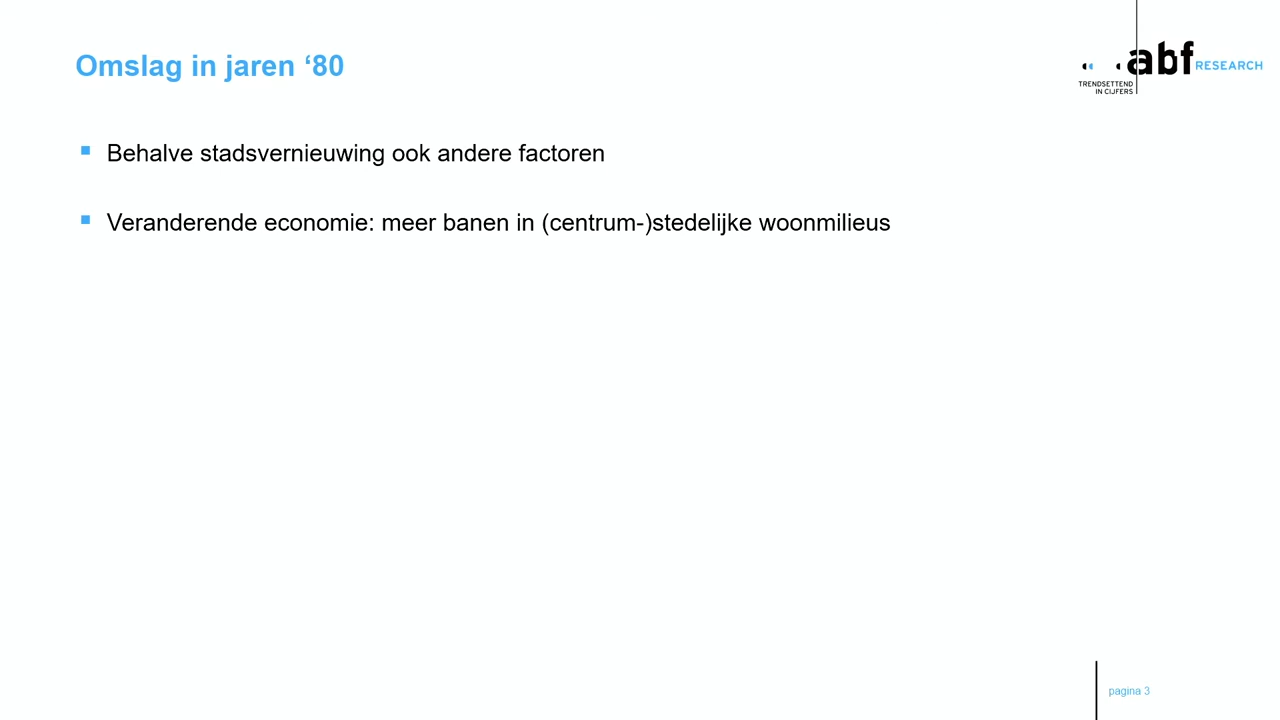 Omslag in jaren ‘80
abf RESEARCH
TRENDSETTEND
IN CIJFERS
Behalve stadsvernieuwing ook andere factoren
Veranderende economie: meer banen in (centrum-)stedelijke woonmilieus
pagina 3